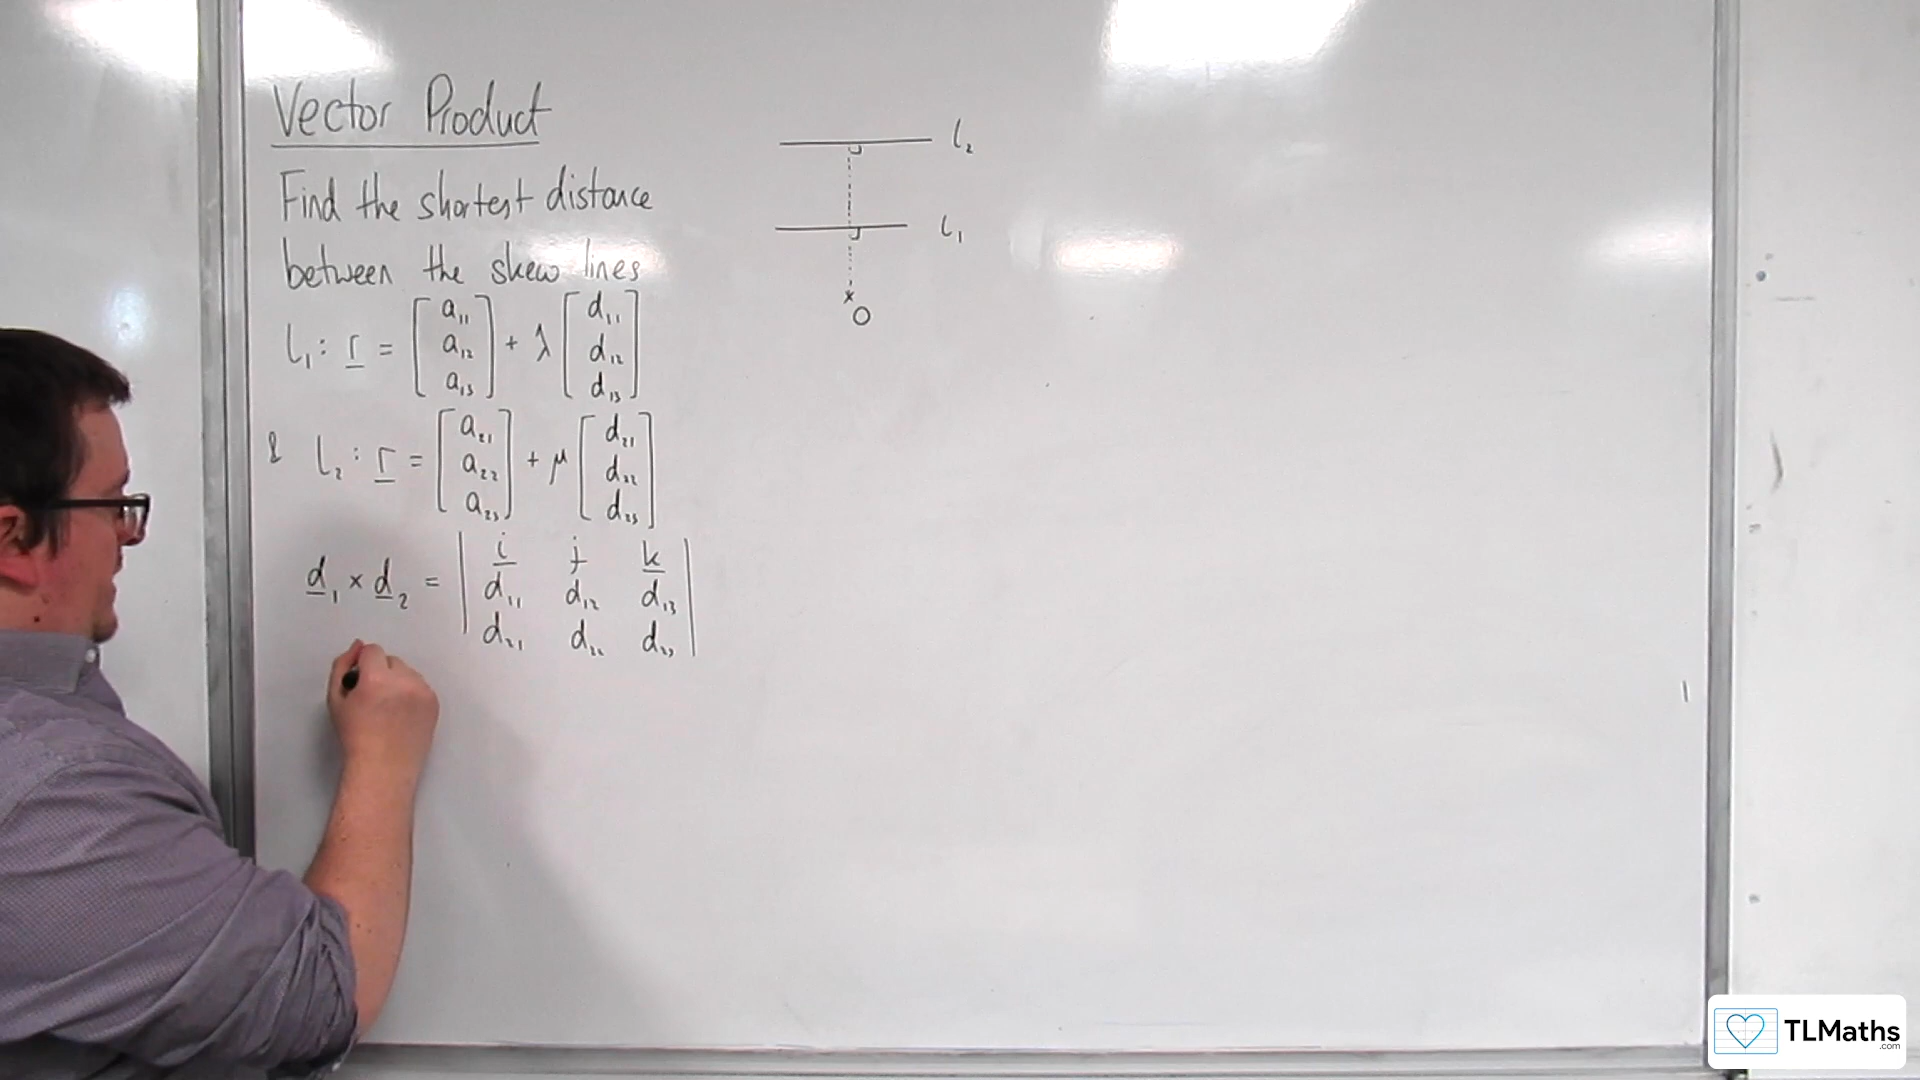 Vector Product
Find the shortest distance
between the skew lines
l₁: r = [a₁₁ a₁₂ a₁₃] + λ [d₁₁ d₁₂ d₁₃]
& l₂: r = [a₂₁ a₂₂ a₂₃] + μ [d₂₁ d₂₂ d₂₃]
d₁ × d₂ = | i j k
d₁₁ d₁₂ d₁₃
d₂₁ d₂₂ d₂₃ |
l₂
l₁
O
TLMaths
.com